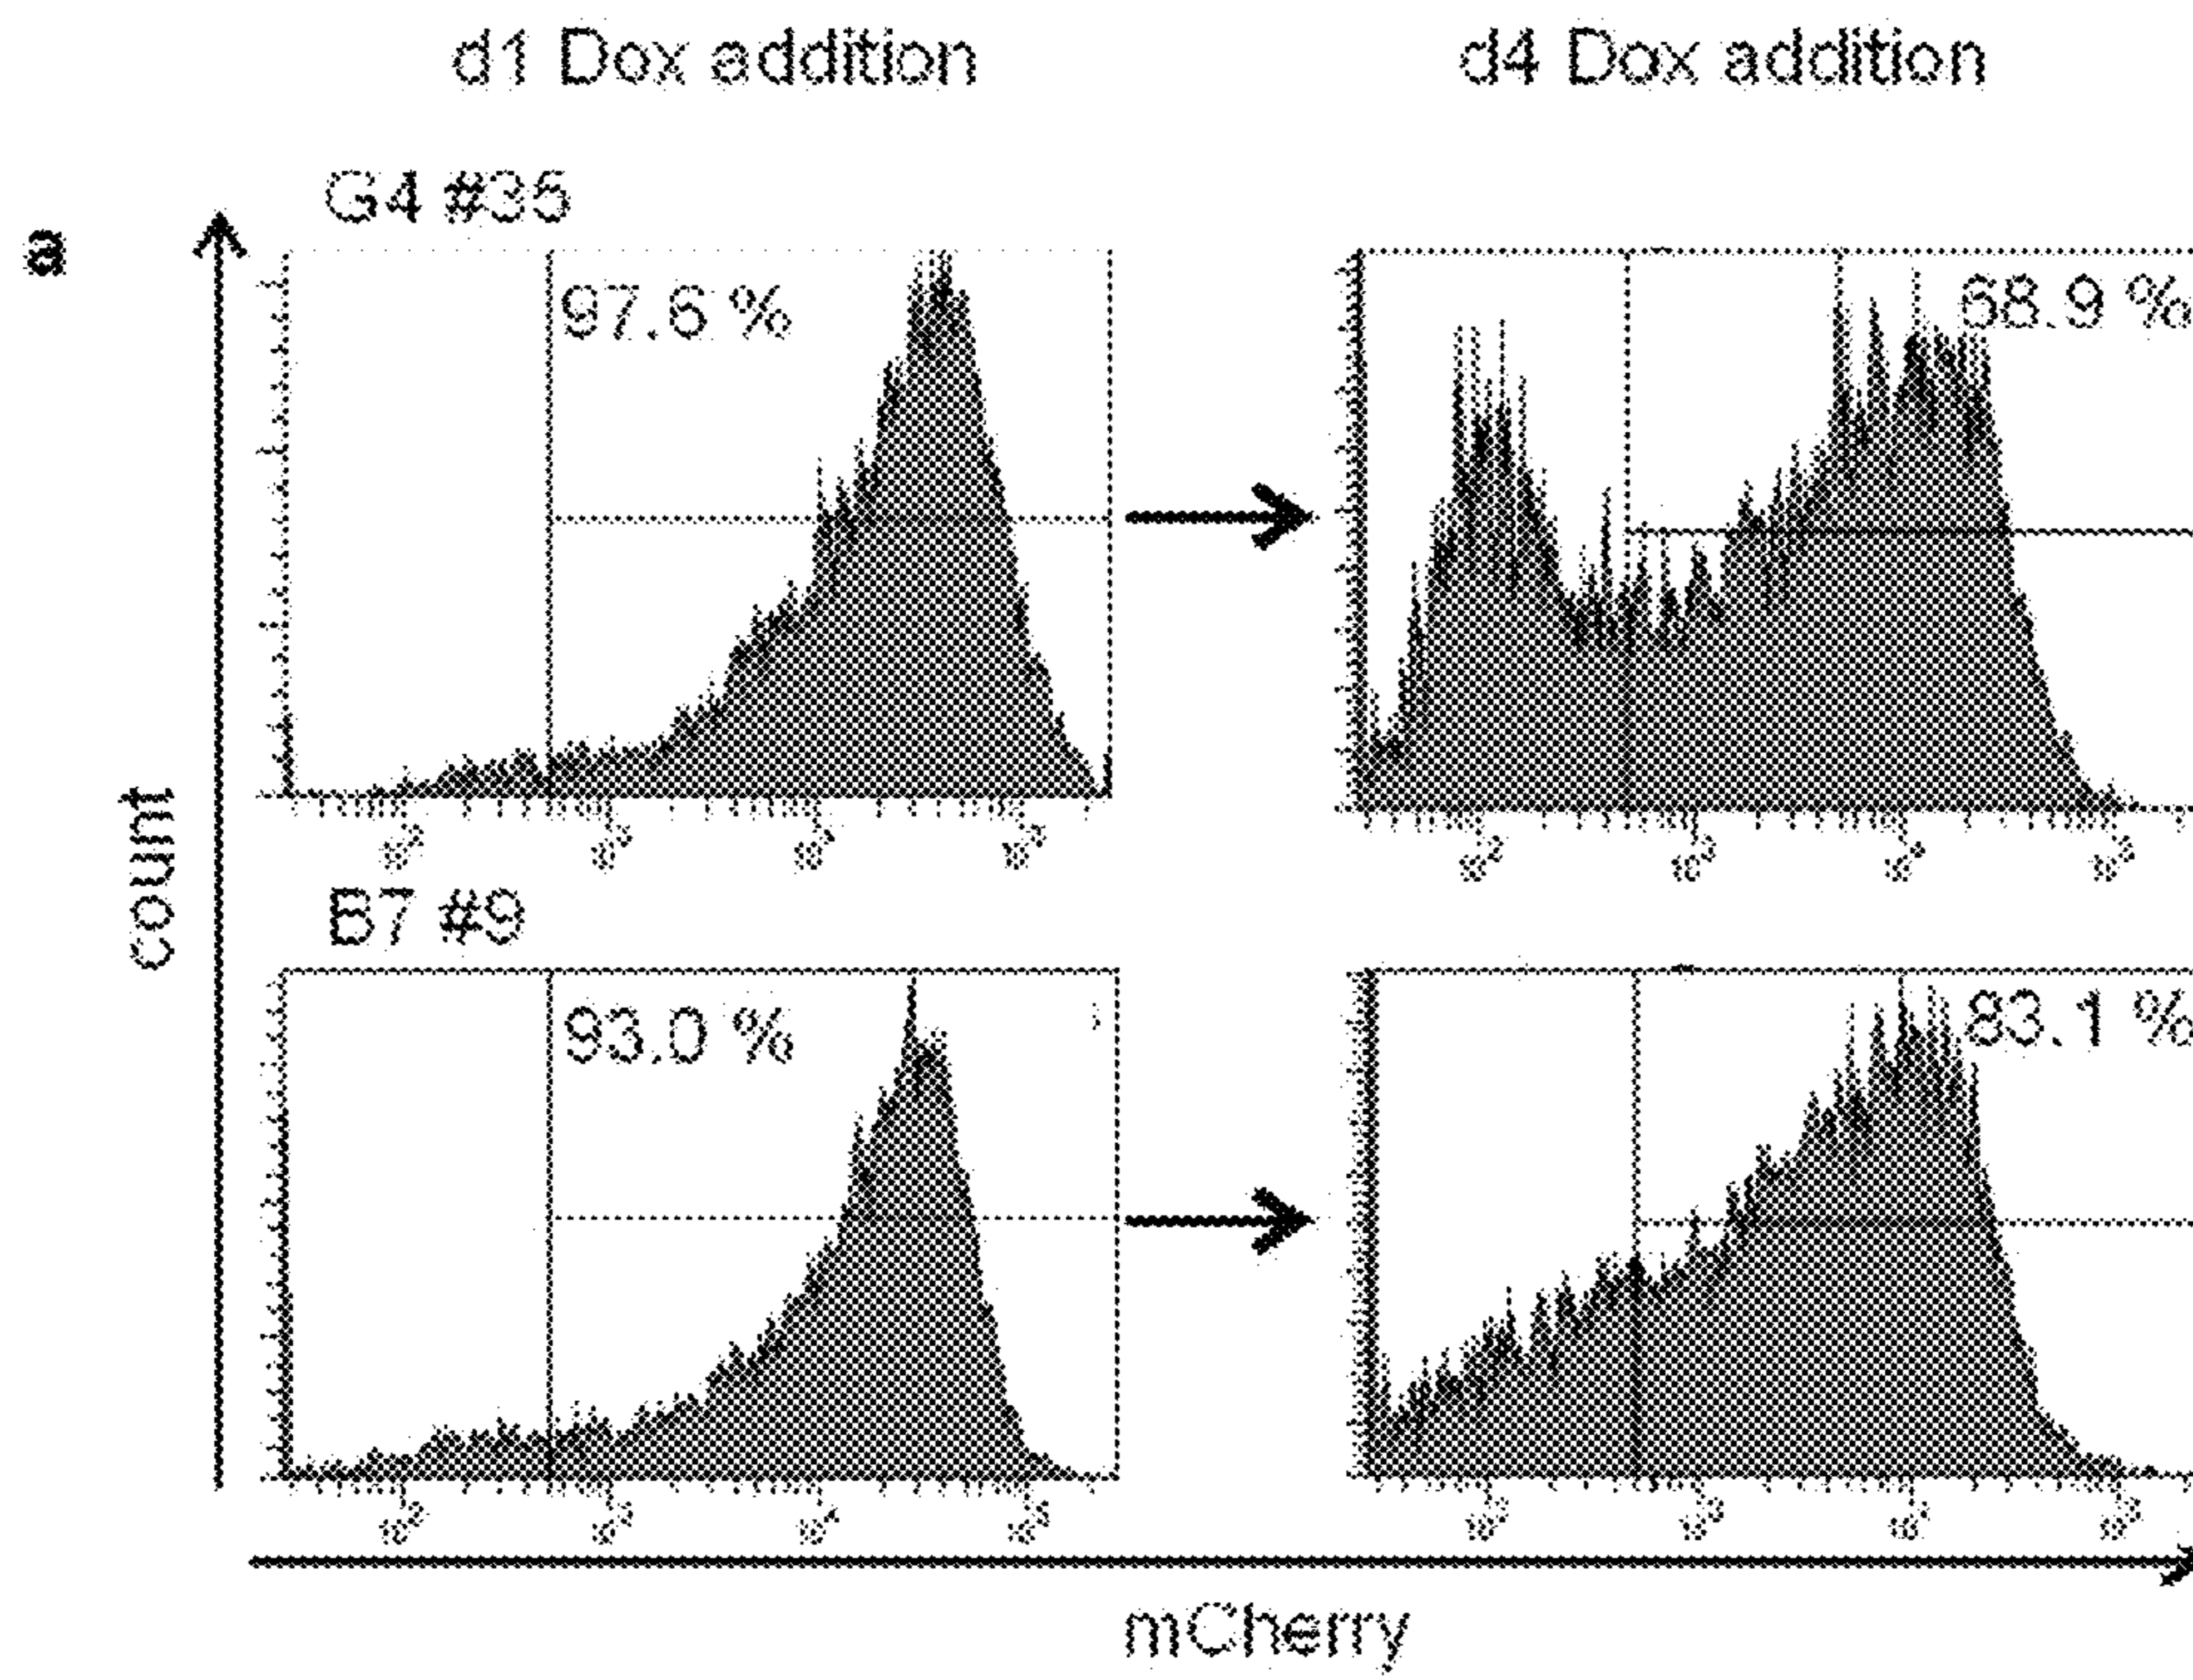 d1 Dox addition
d4 Dox addition
a
G4 #35
97.6 %
68.9 %
count
B7 #9
93.0 %
83.1 %
mCherry